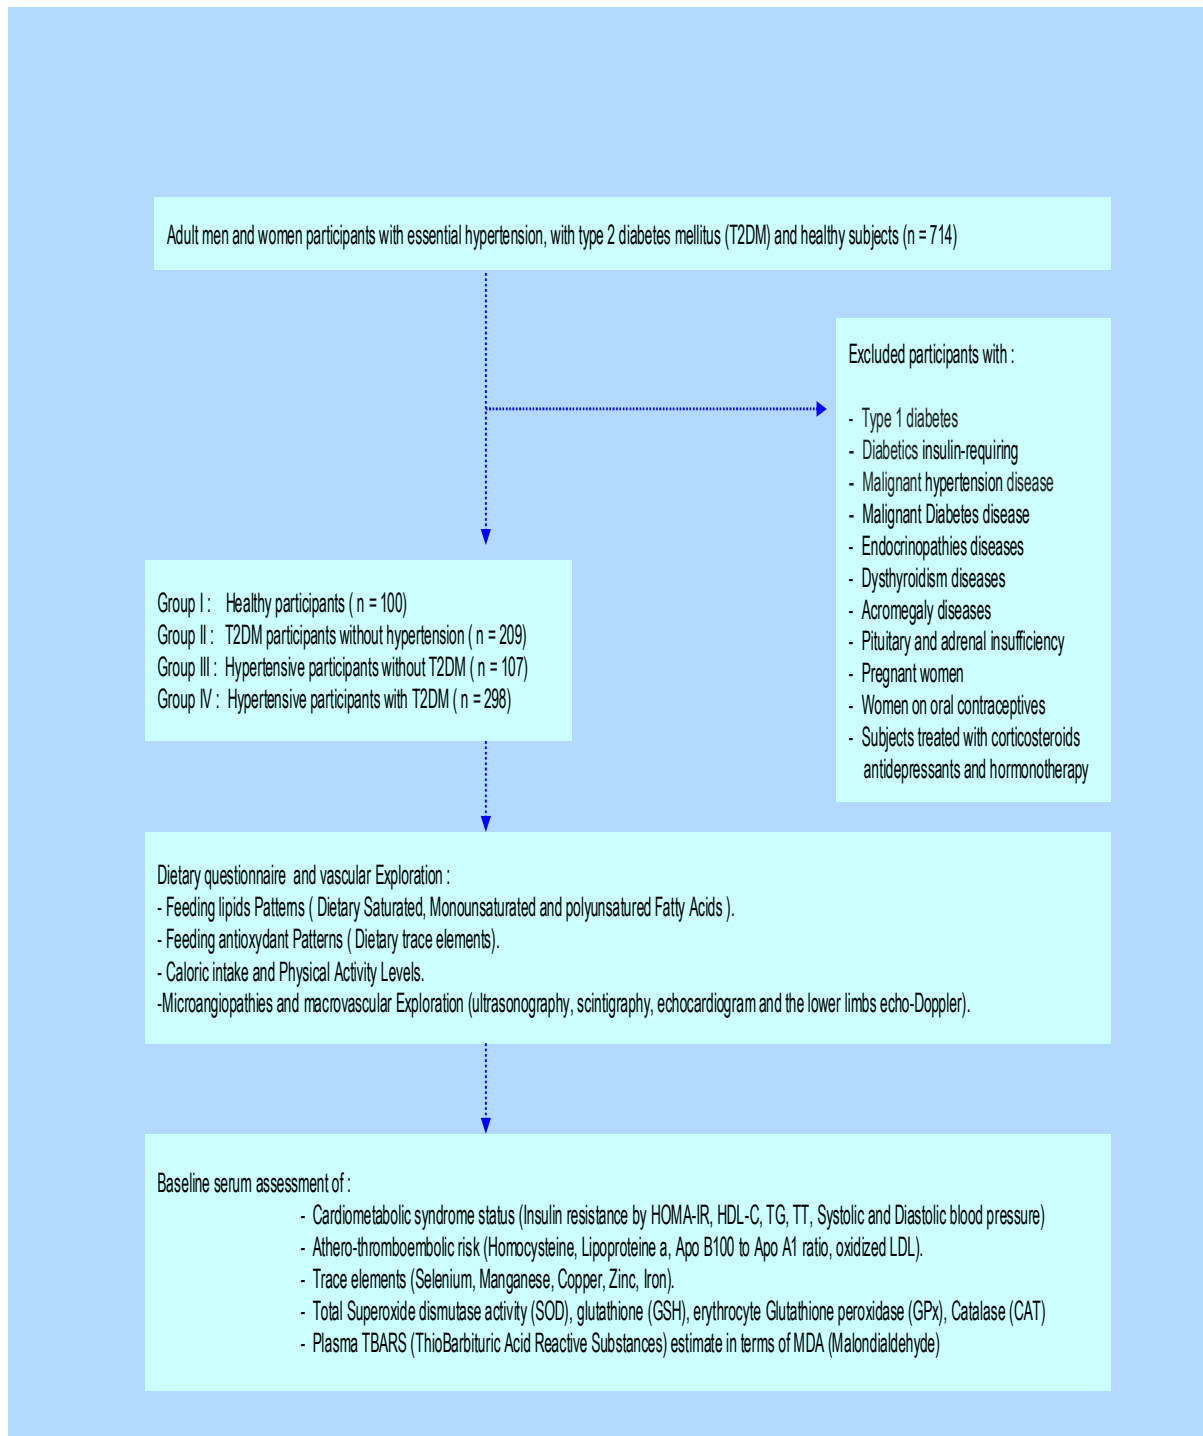 Adult men and women participants with essential hypertension, with type 2 diabetes mellitus (T2DM) and healthy subjects (n = 714)
Excluded participants with :
- Type 1 diabetes
- Diabetics insulin-requiring
- Malignant hypertension disease
- Malignant Diabetes disease
- Endocrinopathies diseases
- Dysthyroidism diseases
- Acromegaly diseases
- Pituitary and adrenal insufficiency
- Pregnant women
- Women on oral contraceptives
- Subjects treated with corticosteroids
antidepressants and hormonotherapy
Group I : Healthy participants ( n = 100)
Group II : T2DM participants without hypertension ( n = 209)
Group III : Hypertensive participants without T2DM ( n = 107)
Group IV : Hypertensive participants with T2DM ( n = 298)
Dietary questionnaire and vascular Exploration :
- Feeding lipids Patterns ( Dietary Saturated, Monounsaturated and polyunsatured Fatty Acids ).
- Feeding antioxydant Patterns ( Dietary trace elements).
- Caloric intake and Physical Activity Levels.
-Microangiopathies and macrovascular Exploration (ultrasonography, scintigraphy, echocardiogram and the lower limbs echo-Doppler).
Baseline serum assessment of :
- Cardiometabolic syndrome status (Insulin resistance by HOMA-IR, HDL-C, TG, TT, Systolic and Diastolic blood pressure)
- Athero-thromboembolic risk (Homocysteine, Lipoproteine a, Apo B100 to Apo A1 ratio, oxidized LDL).
- Trace elements (Selenium, Manganese, Copper, Zinc, Iron).
- Total Superoxide dismutase activity (SOD), glutathione (GSH), erythrocyte Glutathione peroxidase (GPx), Catalase (CAT)
- Plasma TBARS (ThioBarbituric Acid Reactive Substances) estimate in terms of MDA (Malondialdehyde)